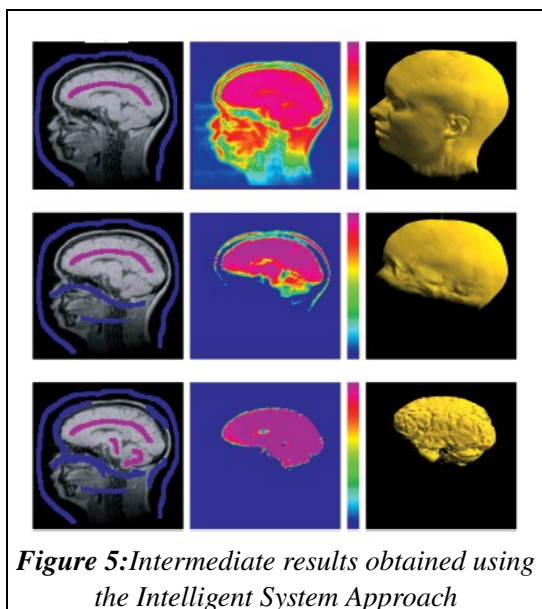 Figure 5:Intermediate results obtained using
the Intelligent System Approach